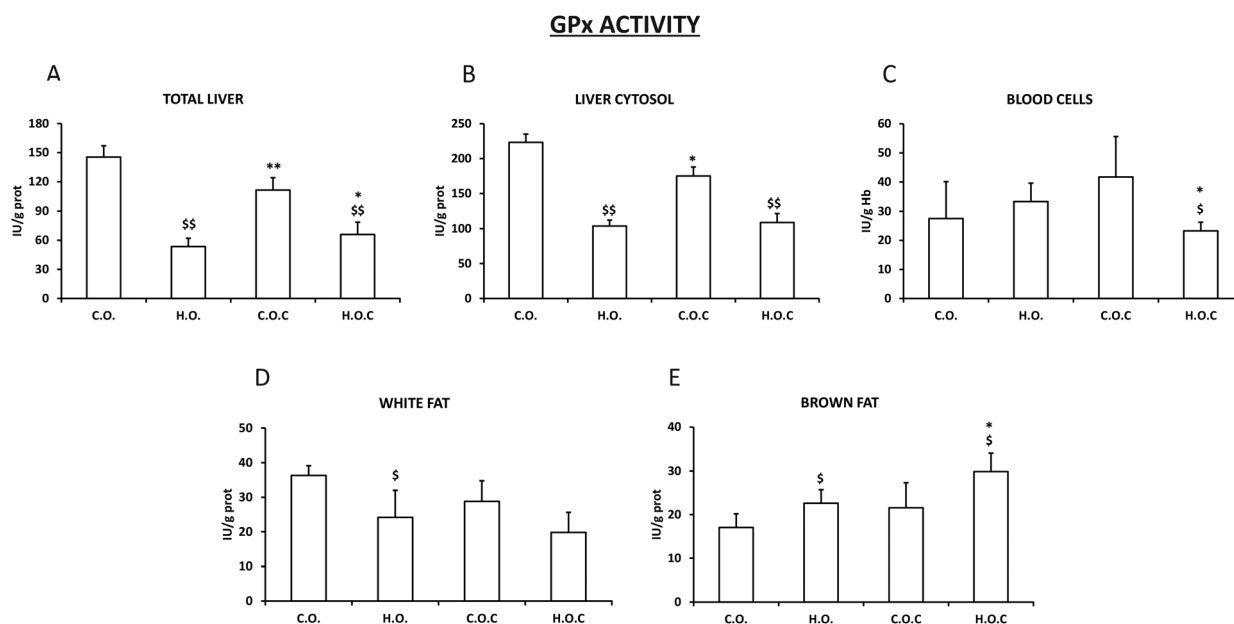 GPx ACTIVITY
A
TOTAL LIVER
IU/g prot
180
150
120
90
60
30
0
$$
**
*
$$
C.O. H.O. C.O.C H.O.C
B
LIVER CYTOSOL
IU/g prot
250
200
150
100
50
0
$$
*
$$
C.O. H.O. C.O.C H.O.C
C
BLOOD CELLS
IU/g Hb
60
50
40
30
20
10
0
*
$
C.O. H.O. C.O.C H.O.C
D
WHITE FAT
IU/g prot
50
40
30
20
10
0
$
C.O. H.O. C.O.C H.O.C
E
BROWN FAT
IU/g prot
40
30
20
10
0
$
*
$
C.O. H.O. C.O.C H.O.C